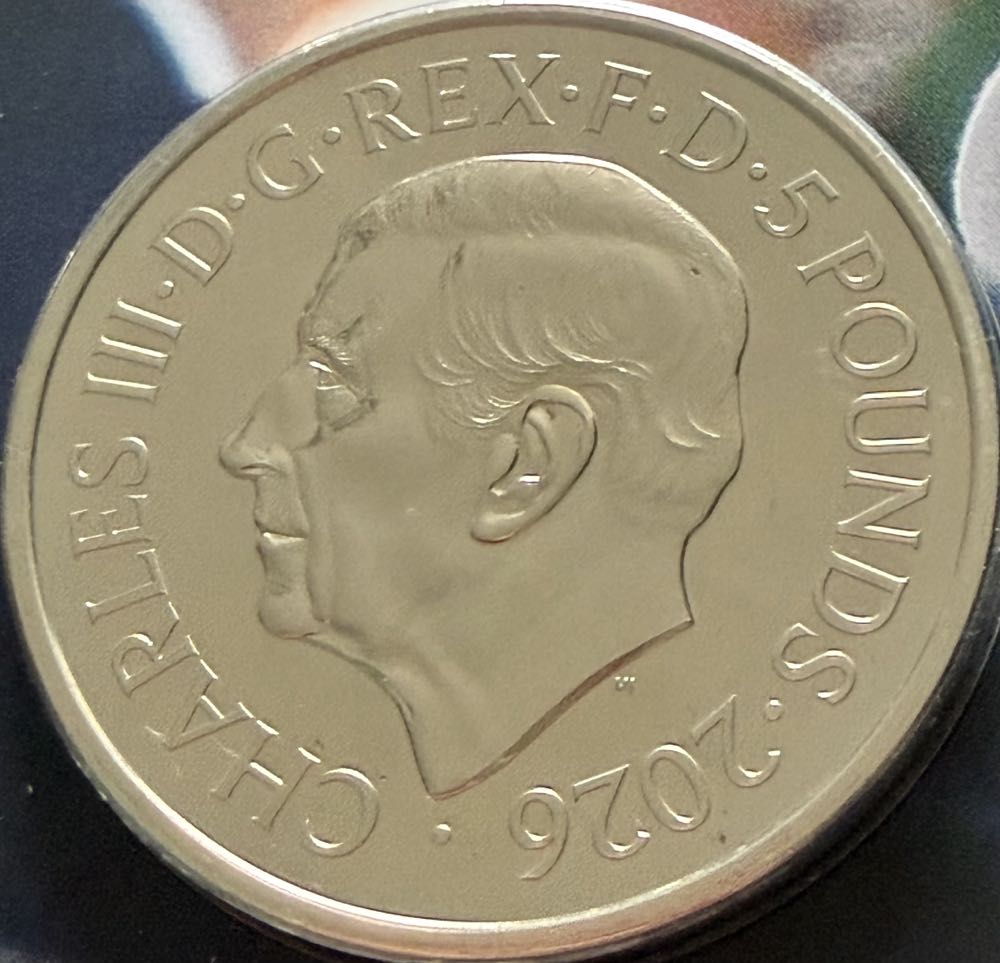 CHARLES III · D · G · REX · F · D · 5 POUNDS · 2026 ·